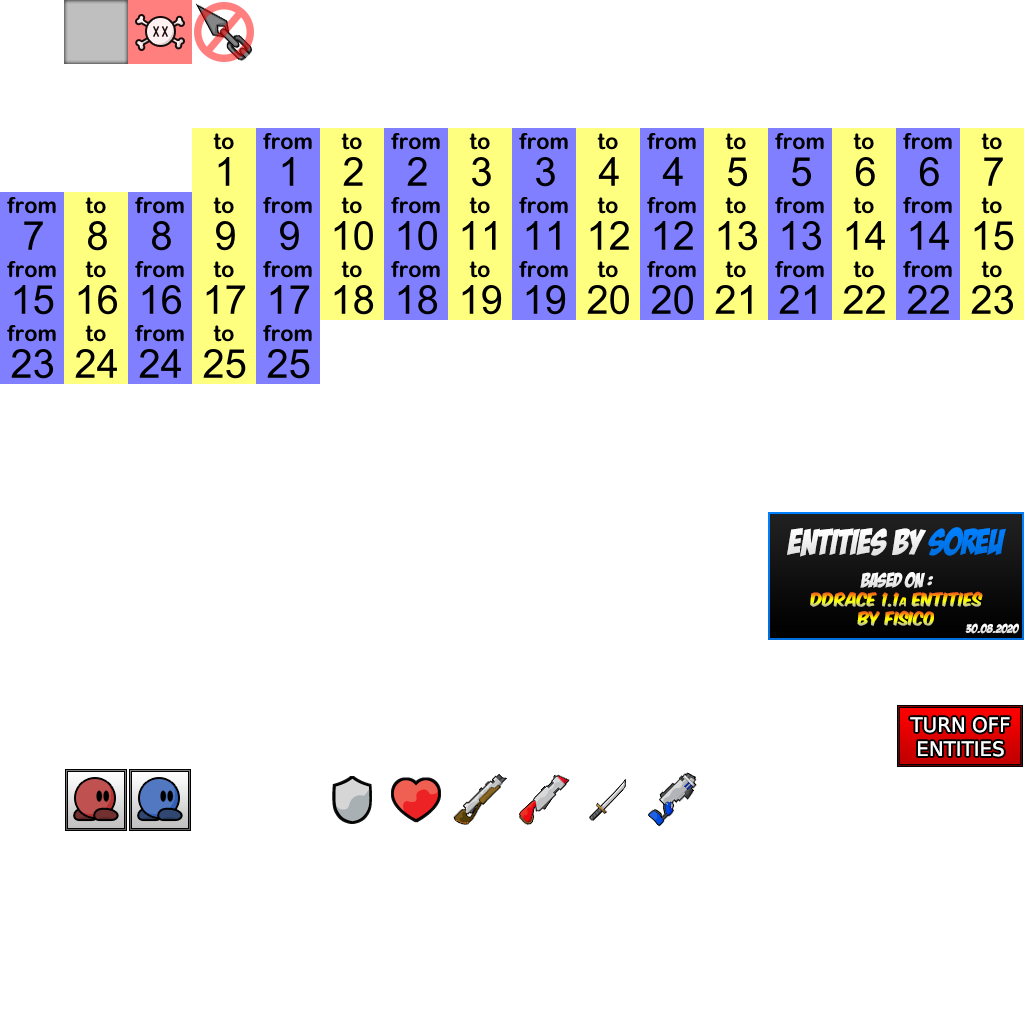 to from to from to from to from to from to from to
1 1 2 2 3 3 4 4 5 5 6 6 7
from to from to from to from to from to from to from to from to
7 8 8 9 9 10 10 11 11 12 12 13 13 14 14 15
from to from to from to from to from to from to from to from to
15 16 16 17 17 18 18 19 19 20 20 21 21 22 22 23
from to from to from
23 24 24 25 25
ENTITIES BY SOREU
BASED ON :
DDRACE 1.1A ENTITIES
BY FISICO
30.08.2020
TURN OFF
ENTITIES